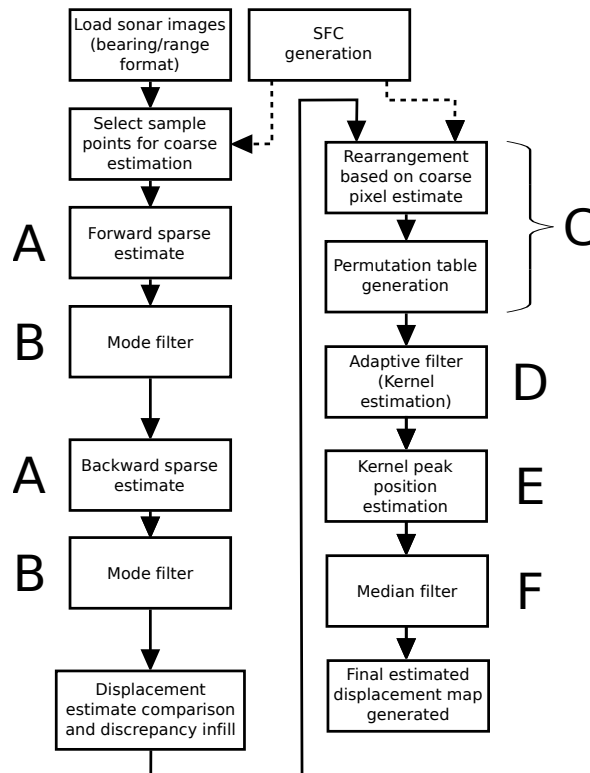 Load sonar images
(bearing/range
format)
SFC
generation
Select sample
points for coarse
estimation
A
Forward sparse
estimate
B
Mode filter
A
Backward sparse
estimate
B
Mode filter
Displacement
estimate comparison
and discrepancy infill
Rearrangement
based on coarse
pixel estimate
Permutation table
generation
C
Adaptive filter
(Kernel
estimation)
D
Kernel peak
position
estimation
E
Median filter
F
Final estimated
displacement map
generated